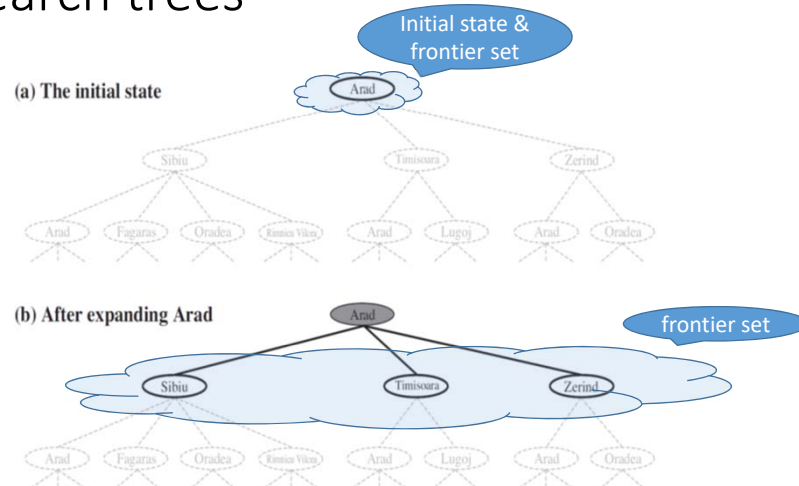 earch trees
Initial state &
frontier set
(a) The initial state
Arad
Sibiu Timisoara Zerind
Arad Fagaras Oradea Rimnicu Vilcea Arad Lugoj Arad Oradea
(b) After expanding Arad
Arad
frontier set
Sibiu Timisoara Zerind
Arad Fagaras Oradea Rimnicu Vilcea Arad Lugoj Arad Oradea